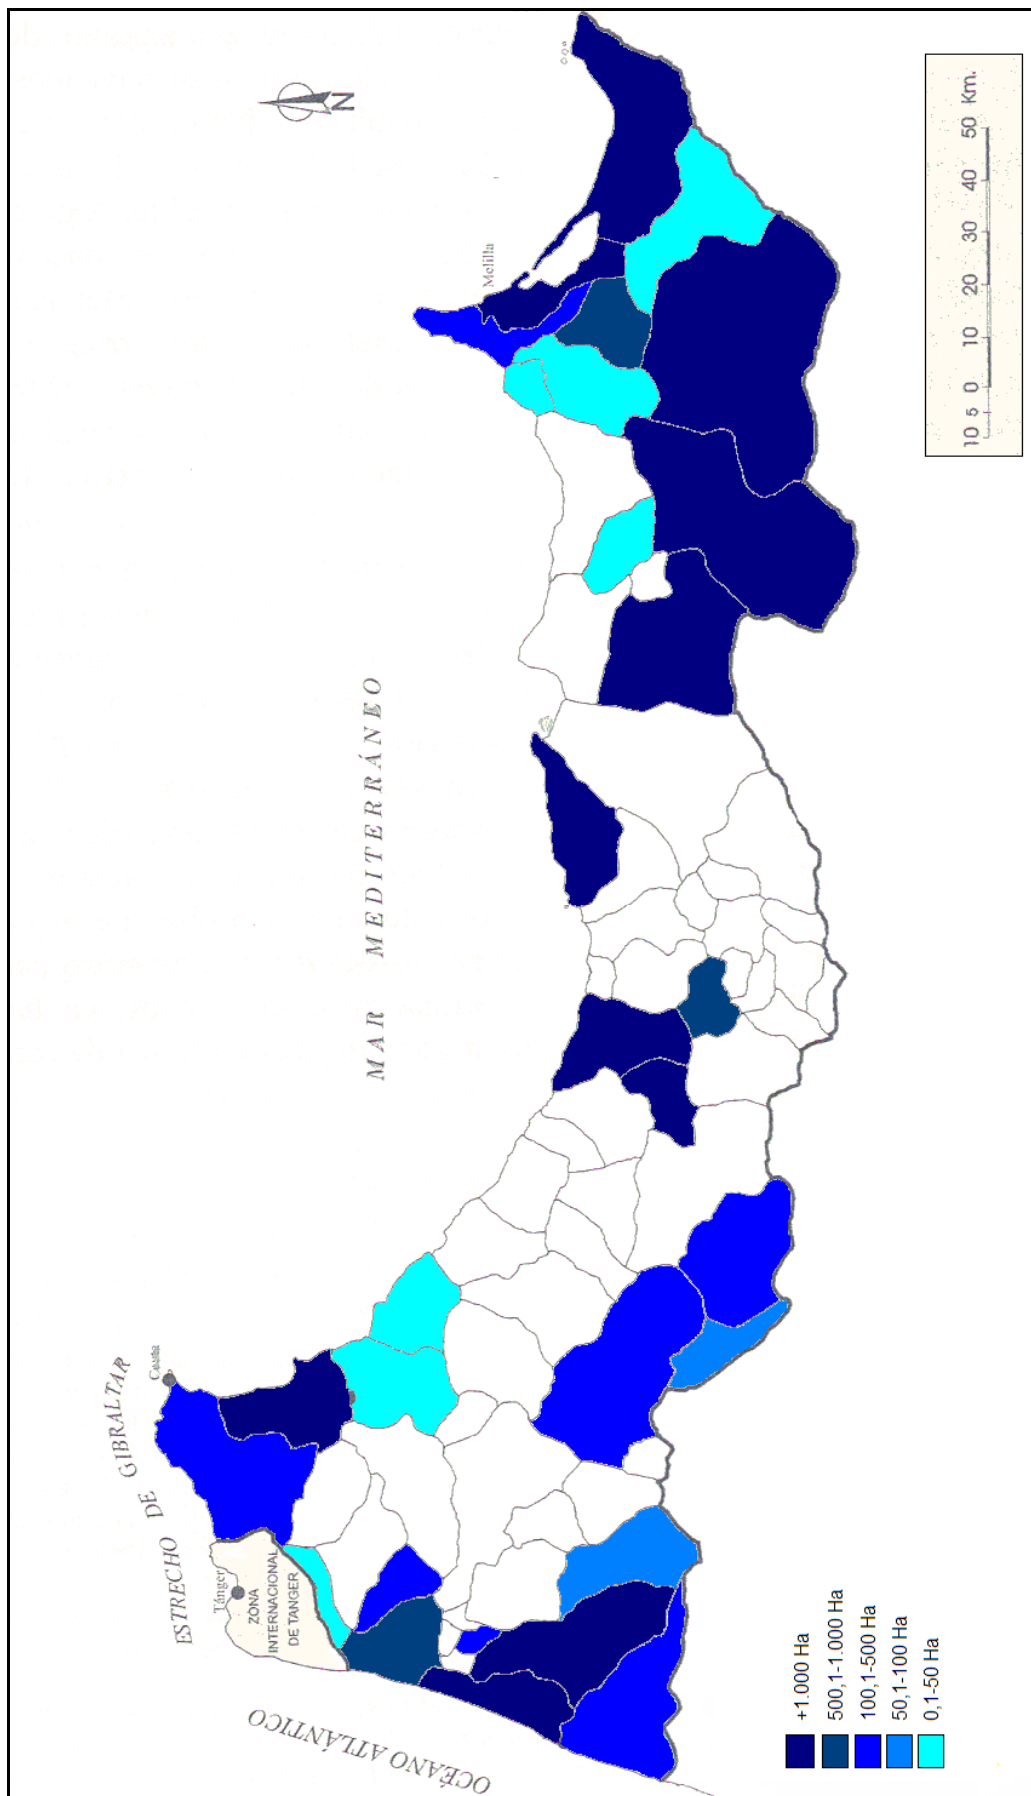 N
50 Km.
40
30
20
10
0
5
10
Melilla
MAR MEDITERRÁNEO
Ceuta
ESTRECHO DE GIBRALTAR
Tánger
ZONA
INTERNACIONAL
DE TANGER
OCÉANO ATLÁNTICO
+1.000 Ha
500,1-1.000 Ha
100,1-500 Ha
50,1-100 Ha
0,1-50 Ha